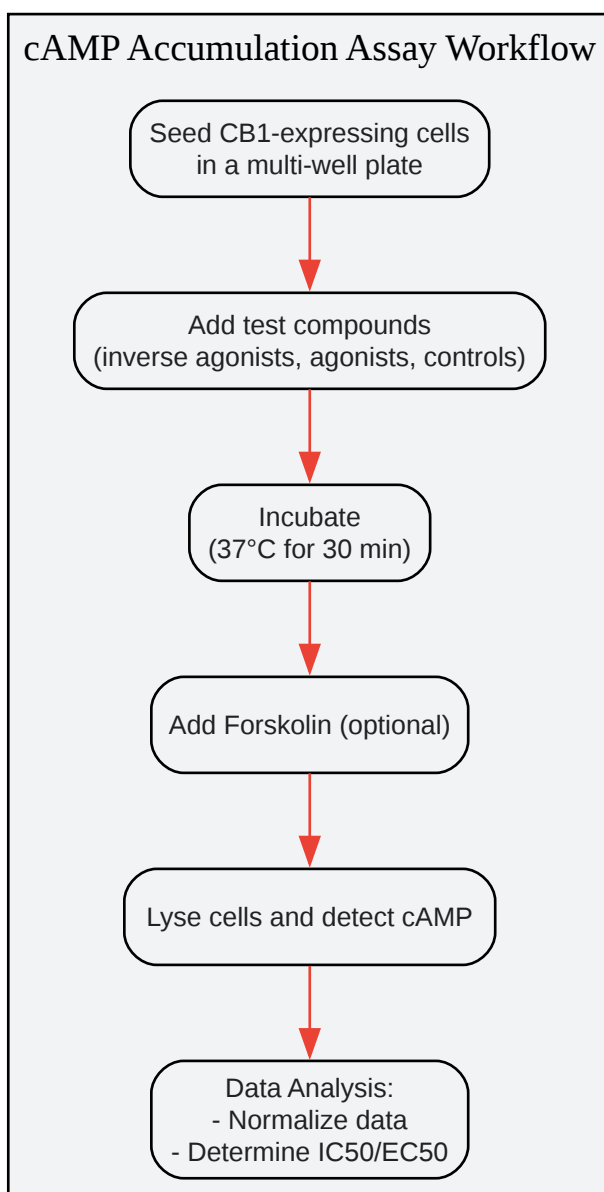 cAMP Accumulation Assay Workflow
Seed CB1-expressing cells
in a multi-well plate
Add test compounds
(inverse agonists, agonists, controls)
Incubate
(37°C for 30 min)
Add Forskolin (optional)
Lyse cells and detect cAMP
Data Analysis:
- Normalize data
- Determine IC50/EC50